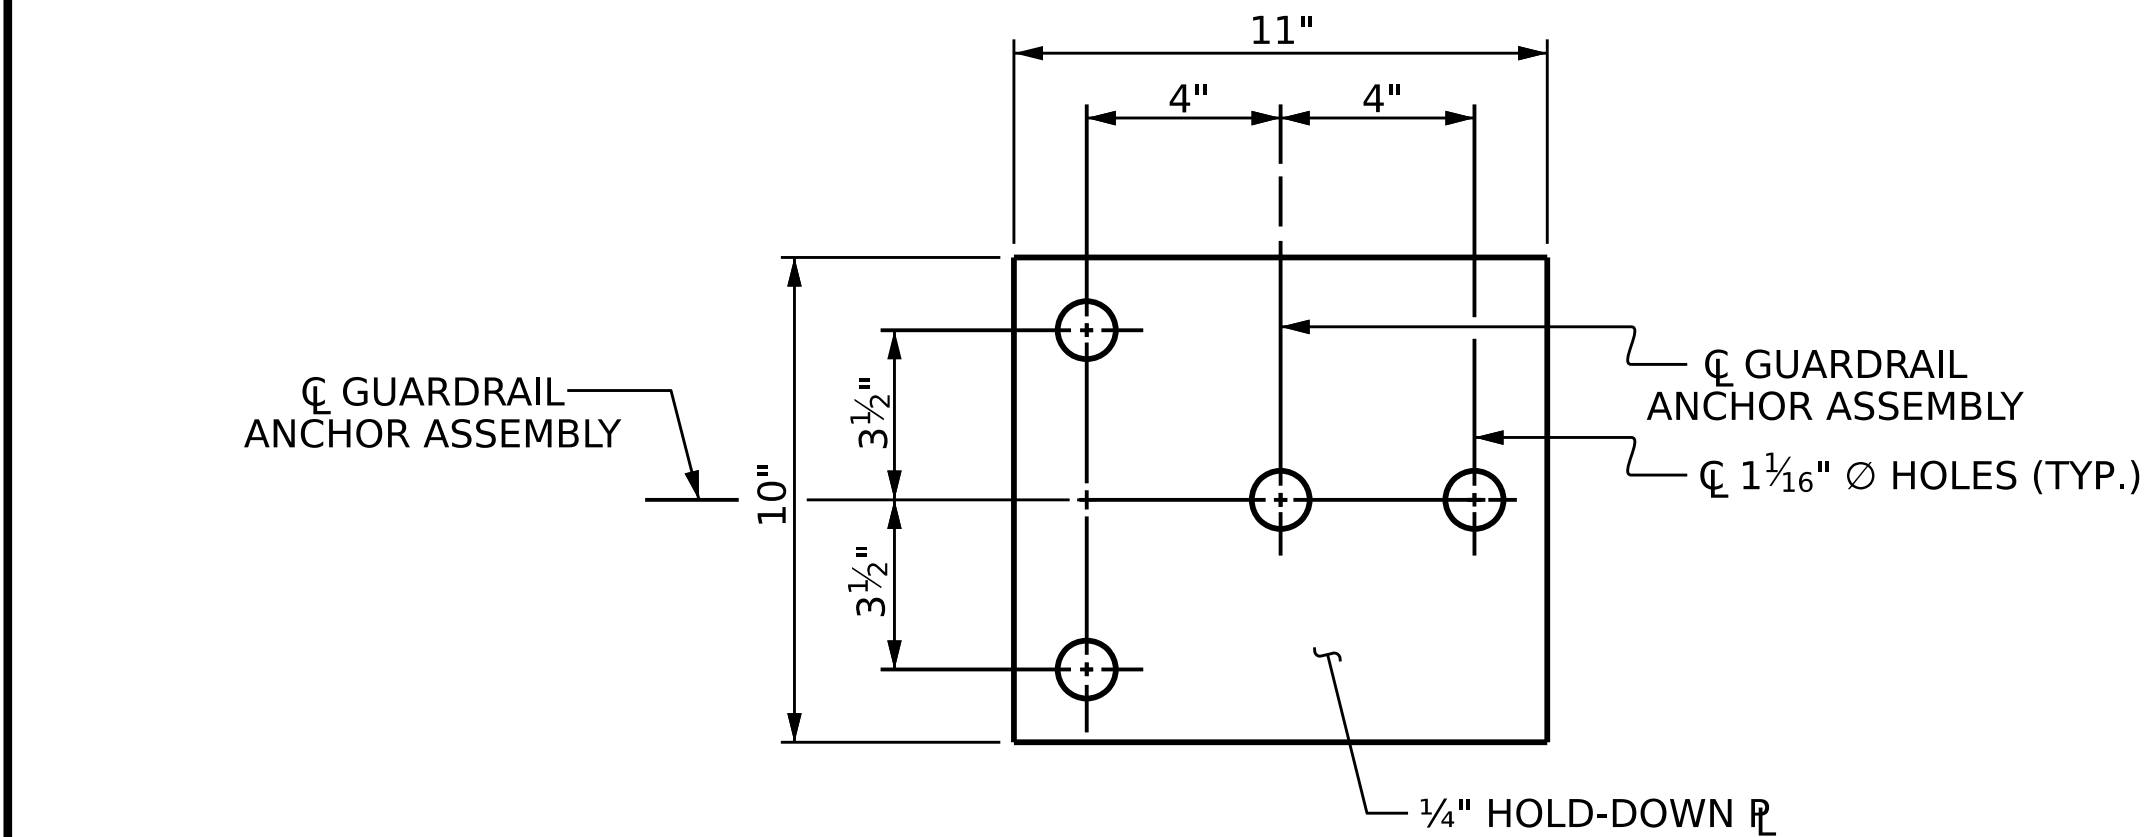 11"
4" 4"
℄ GUARDRAIL
ANCHOR ASSEMBLY
10"
3½"
3½"
℄ GUARDRAIL
ANCHOR ASSEMBLY
℄ 1⅟₁₆" ∅ HOLES (TYP.)
¼" HOLD-DOWN ⅊